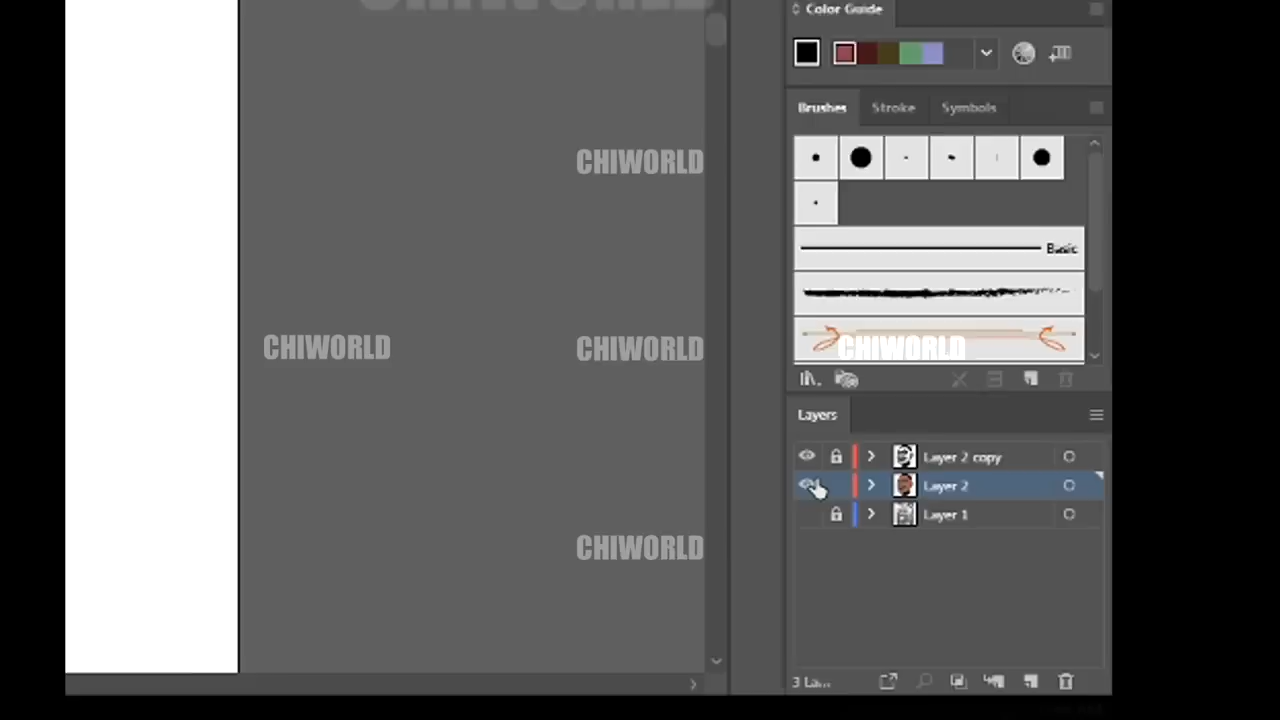 CHIWORLD
Color Guide
Brushes Stroke Symbols
CHIWORLD
Basic
CHIWORLD
CHIWORLD
CHIWORLD
Layers
Layer 2 copy
Layer 2
Layer 1
CHIWORLD
3 La...